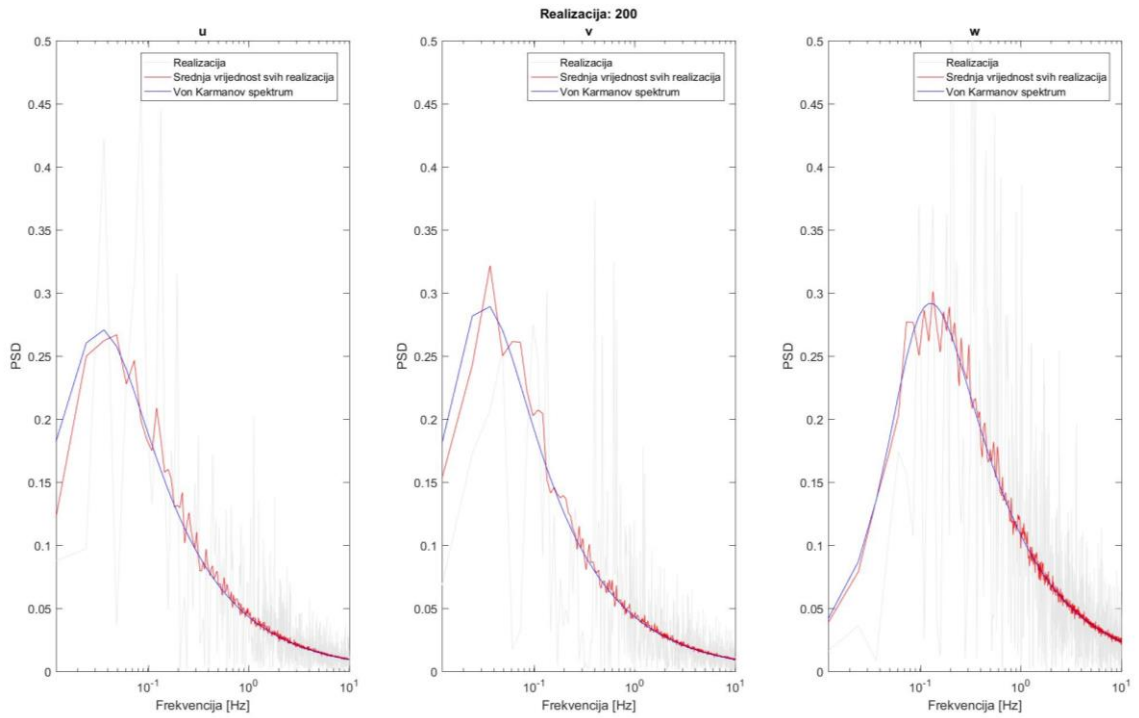 Realizacija: 200
u
0.5
0.45
0.4
0.35
0.3
0.25
0.2
0.15
0.1
0.05
0
PSD
Realizacija
Srednja vrijednost svih realizacija
Von Karmanov spektrum
10-1
100
101
Frekvencija [Hz]
v
0.5
0.45
0.4
0.35
0.3
0.25
0.2
0.15
0.1
0.05
0
PSD
Realizacija
Srednja vrijednost svih realizacija
Von Karmanov spektrum
10-1
100
101
Frekvencija [Hz]
w
0.5
0.45
0.4
0.35
0.3
0.25
0.2
0.15
0.1
0.05
0
PSD
Realizacija
Srednja vrijednost svih realizacija
Von Karmanov spektrum
10-1
100
101
Frekvencija [Hz]